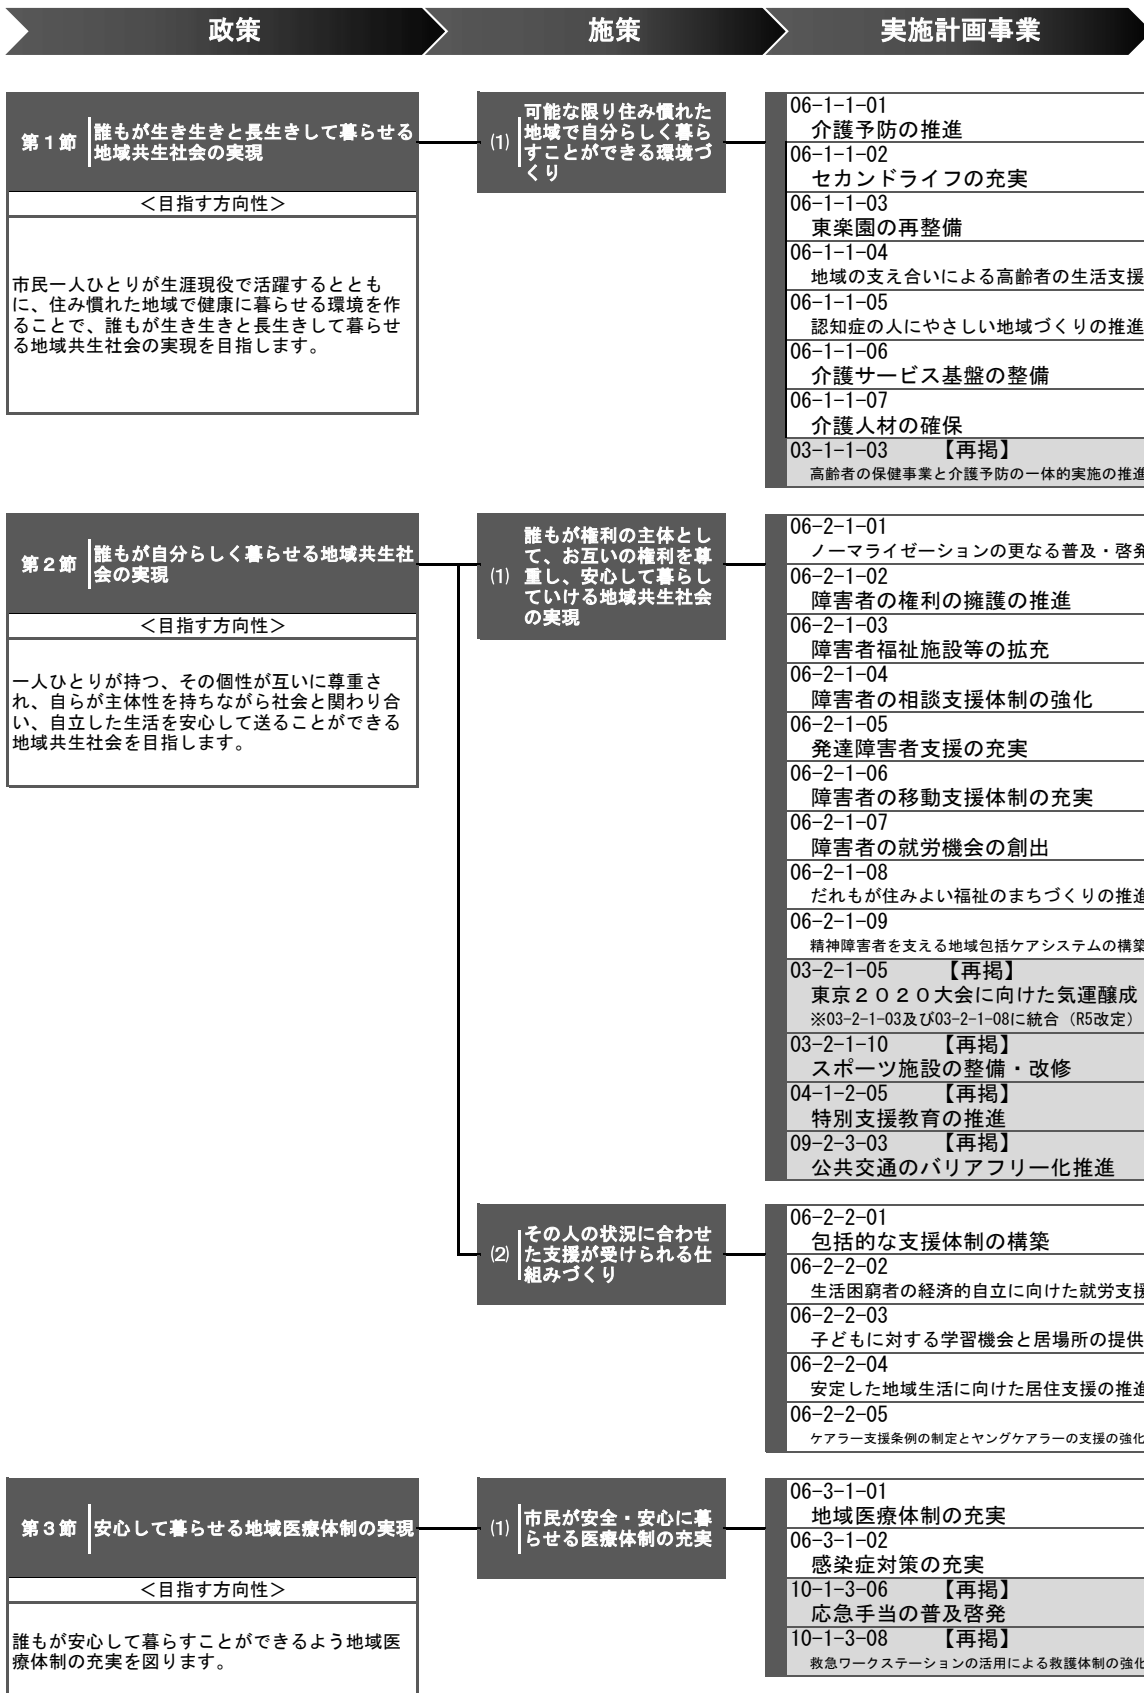 政策
施策
実施計画事業
第1節
誰もが生き生きと長生きして暮らせる
地域共生社会の実現
<目指す方向性>
市民一人ひとりが生涯現役で活躍するととも
に、住み慣れた地域で健康に暮らせる環境を作
ることで、誰もが生き生きと長生きして暮らせ
る地域共生社会の実現を目指します。
⑴
可能な限り住み慣れた
地域で自分らしく暮ら
すことができる環境づ
くり
06-1-1-01
介護予防の推進
06-1-1-02
セカンドライフの充実
06-1-1-03
東楽園の再整備
06-1-1-04
地域の支え合いによる高齢者の生活支援
06-1-1-05
認知症の人にやさしい地域づくりの推進
06-1-1-06
介護サービス基盤の整備
06-1-1-07
介護人材の確保
03-1-1-03 【再掲】
高齢者の保健事業と介護予防の一体的実施の推進
第2節
誰もが自分らしく暮らせる地域共生社
会の実現
<目指す方向性>
一人ひとりが持つ、その個性が互いに尊重さ
れ、自らが主体性を持ちながら社会と関わり合
い、自立した生活を安心して送ることができる
地域共生社会を目指します。
⑴
誰もが権利の主体とし
て、お互いの権利を尊
重し、安心して暮らし
ていける地域共生社会
の実現
06-2-1-01
ノーマライゼーションの更なる普及・啓発
06-2-1-02
障害者の権利の擁護の推進
06-2-1-03
障害者福祉施設等の拡充
06-2-1-04
障害者の相談支援体制の強化
06-2-1-05
発達障害者支援の充実
06-2-1-06
障害者の移動支援体制の充実
06-2-1-07
障害者の就労機会の創出
06-2-1-08
だれもが住みよい福祉のまちづくりの推進
06-2-1-09
精神障害者を支える地域包括ケアシステムの構築
03-2-1-05 【再掲】
東京2020大会に向けた気運醸成
※03-2-1-03及び03-2-1-08に統合（R5改定）
03-2-1-10 【再掲】
スポーツ施設の整備・改修
04-1-2-05 【再掲】
特別支援教育の推進
09-2-3-03 【再掲】
公共交通のバリアフリー化推進
⑵
その人の状況に合わせ
た支援が受けられる仕
組みづくり
06-2-2-01
包括的な支援体制の構築
06-2-2-02
生活困窮者の経済的自立に向けた就労支援
06-2-2-03
子どもに対する学習機会と居場所の提供
06-2-2-04
安定した地域生活に向けた居住支援の推進
06-2-2-05
ケアラー支援条例の制定とヤングケアラーの支援の強化
第3節
安心して暮らせる地域医療体制の実現
<目指す方向性>
誰もが安心して暮らすことができるよう地域医
療体制の充実を図ります。
⑴
市民が安全・安心に暮
らせる医療体制の充実
06-3-1-01
地域医療体制の充実
06-3-1-02
感染症対策の充実
10-1-3-06 【再掲】
応急手当の普及啓発
10-1-3-08 【再掲】
救急ワークステーションの活用による救護体制の強化